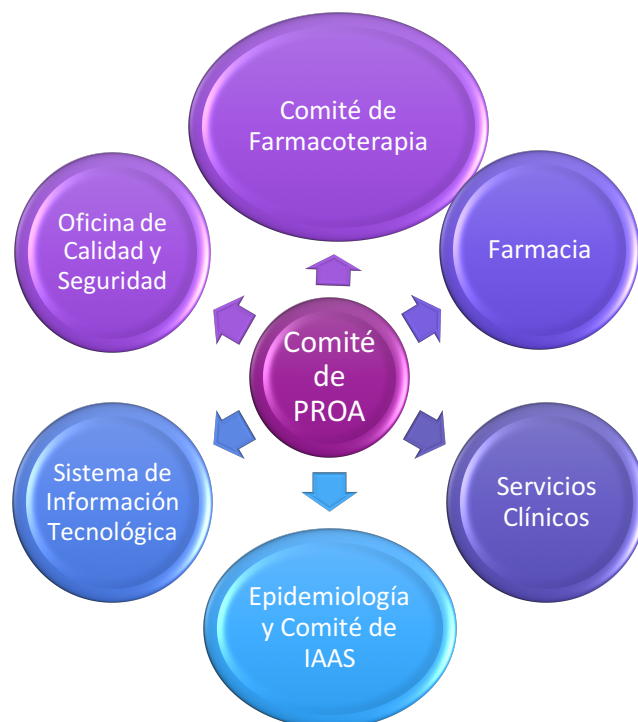 Comité de
Farmacoterapia
Oficina de
Calidad y
Seguridad
Farmacia
Comité
de
PROA
Sistema de
Información
Tecnológica
Servicios
Clínicos
Epidemiología
y Comité de
IAAS